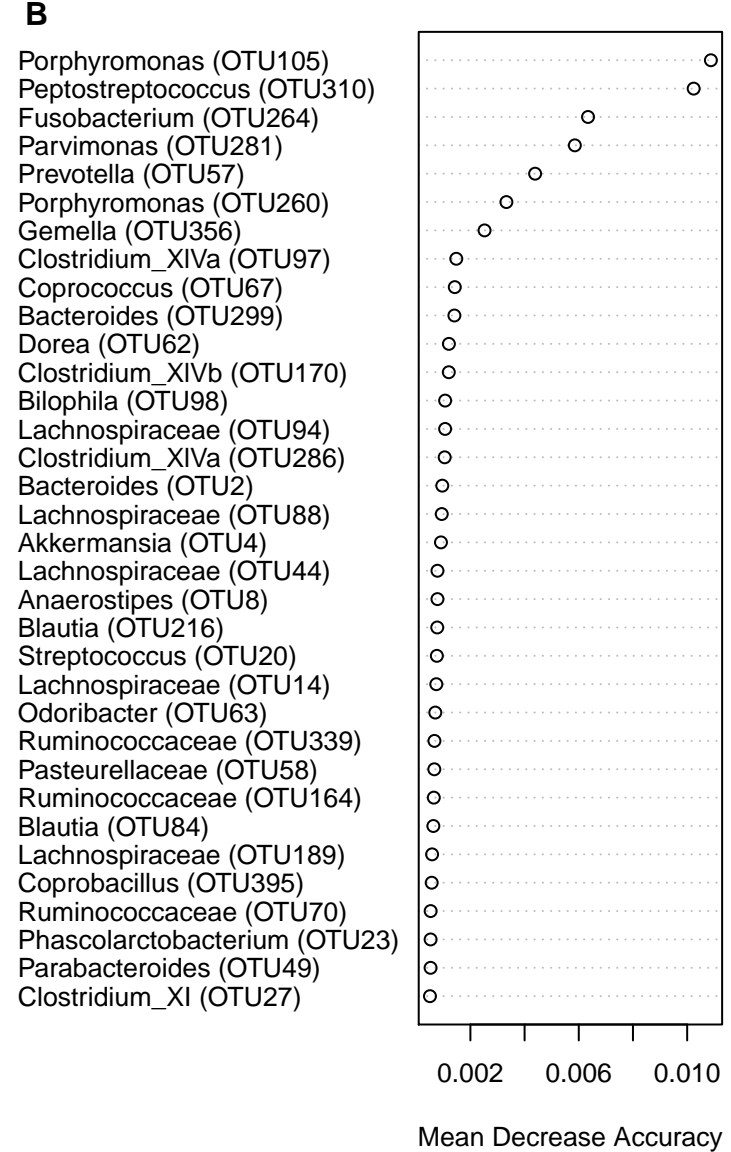 B
Porphyromonas (OTU105)
Peptostreptococcus (OTU310)
Fusobacterium (OTU264)
Parvimonas (OTU281)
Prevotella (OTU57)
Porphyromonas (OTU260)
Gemella (OTU356)
Clostridium_XlVa (OTU97)
Coprococcus (OTU67)
Bacteroides (OTU299)
Dorea (OTU62)
Clostridium_XlVb (OTU170)
Bilophila (OTU98)
Lachnospiraceae (OTU94)
Clostridium_XlVa (OTU286)
Bacteroides (OTU2)
Lachnospiraceae (OTU88)
Akkermansia (OTU4)
Lachnospiraceae (OTU44)
Anaerostipes (OTU8)
Blautia (OTU216)
Streptococcus (OTU20)
Lachnospiraceae (OTU14)
Odoribacter (OTU63)
Ruminococcaceae (OTU339)
Pasteurellaceae (OTU58)
Ruminococcaceae (OTU164)
Blautia (OTU84)
Lachnospiraceae (OTU189)
Coprobacillus (OTU395)
Ruminococcaceae (OTU70)
Phascolarctobacterium (OTU23)
Parabacteroides (OTU49)
Clostridium_XI (OTU27)
0.002 0.006 0.010
Mean Decrease Accuracy